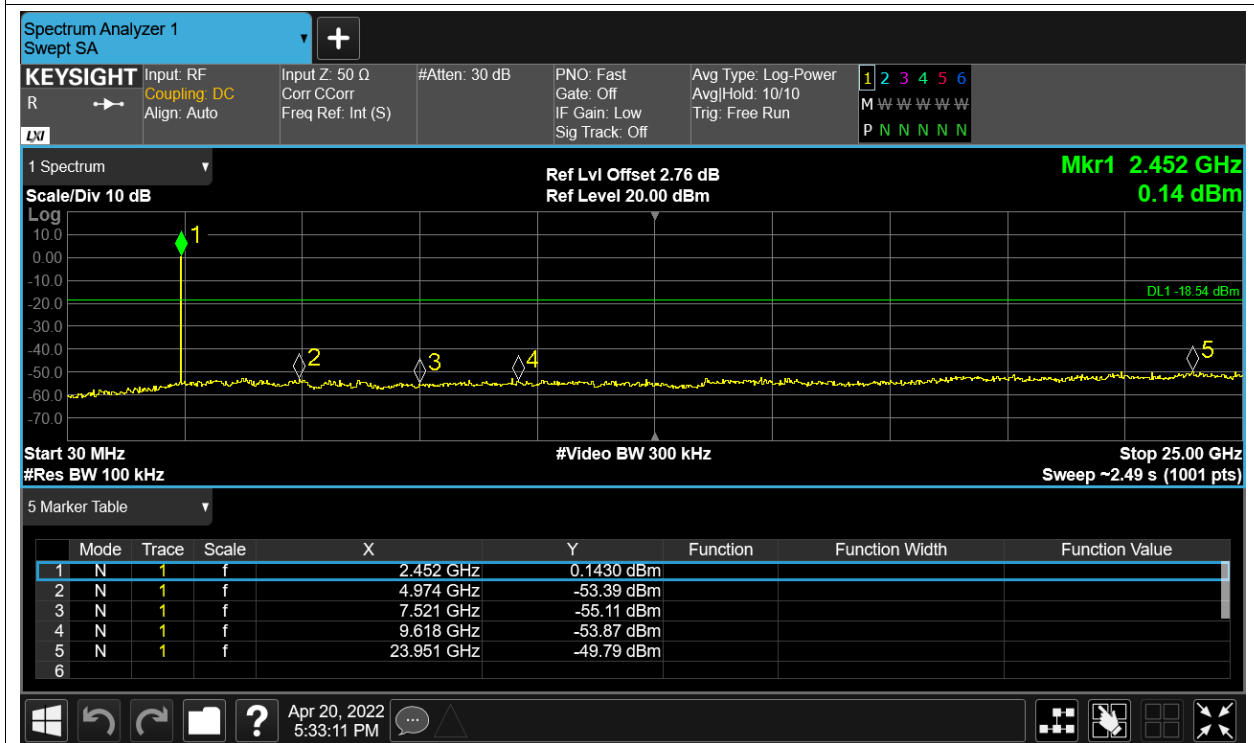 Spectrum Analyzer 1
Swept SA
KEYSIGHT
R
LXI
Input: RF
Coupling: DC
Align: Auto
Input Z: 50 Ω
Corr CCorr
Freq Ref: Int (S)
#Atten: 30 dB
PNO: Fast
Gate: Off
IF Gain: Low
Sig Track: Off
Avg Type: Log-Power
Avg|Hold: 10/10
Trig: Free Run
1 2 3 4 5 6
M W W W W W
P N N N N N
1 Spectrum
Scale/Div 10 dB
Ref Lvl Offset 2.76 dB
Ref Level 20.00 dBm
Mkr1 2.452 GHz
0.14 dBm
Log
10.0
0.00
-10.0
-20.0
-30.0
-40.0
-50.0
-60.0
-70.0
1
2
3
4
5
DL1 -18.54 dBm
Start 30 MHz
#Res BW 100 kHz
#Video BW 300 kHz
Stop 25.00 GHz
Sweep ~2.49 s (1001 pts)
5 Marker Table
Mode Trace Scale X Y Function Function Width Function Value
1 N 1 f 2.452 GHz 0.1430 dBm
2 N 1 f 4.974 GHz -53.39 dBm
3 N 1 f 7.521 GHz -55.11 dBm
4 N 1 f 9.618 GHz -53.87 dBm
5 N 1 f 23.951 GHz -49.79 dBm
6
?
Apr 20, 2022
5:33:11 PM